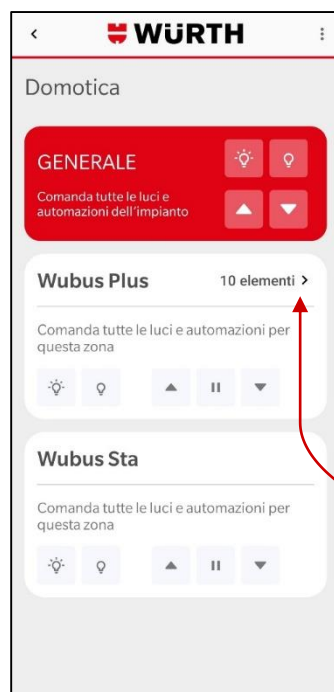 WÜRTH
Domotica
GENERALE
Comanda tutte le luci e
automazioni dell'impianto
Wubus Plus 10 elementi
Comanda tutte le luci e automazioni per
questa zona
Wubus Sta
Comanda tutte le luci e automazioni per
questa zona